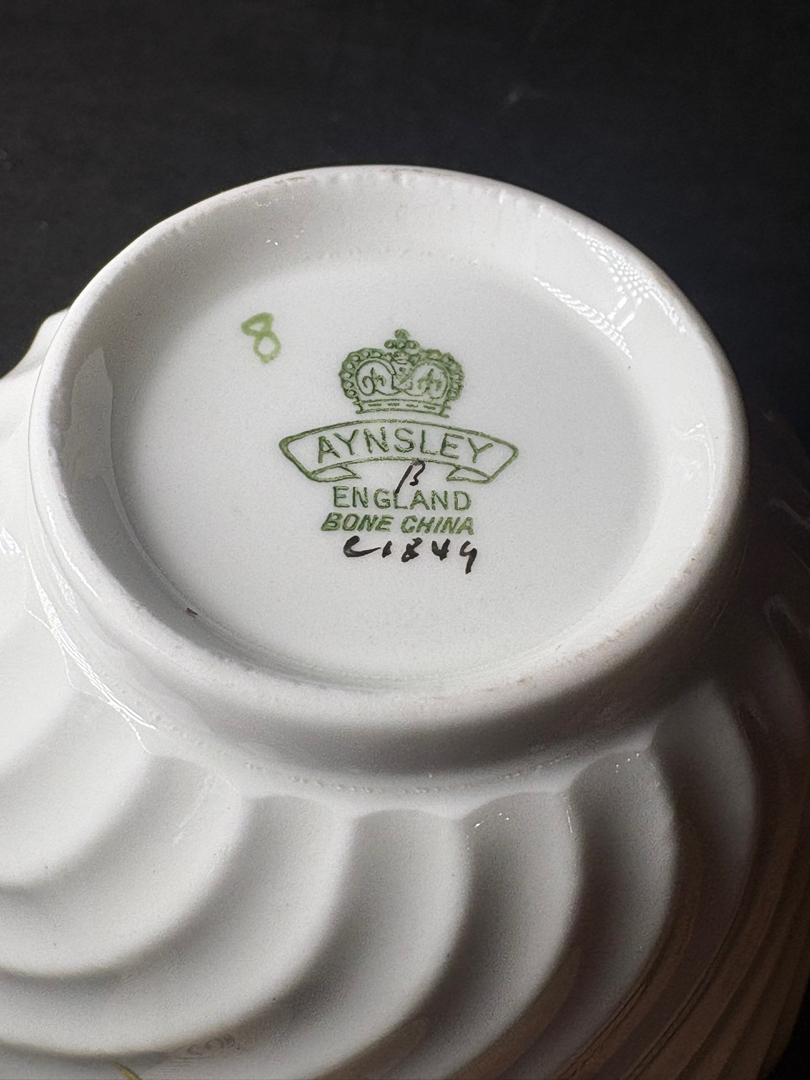 8
AYNSLEY
B
ENGLAND
BONE CHINA
C1849